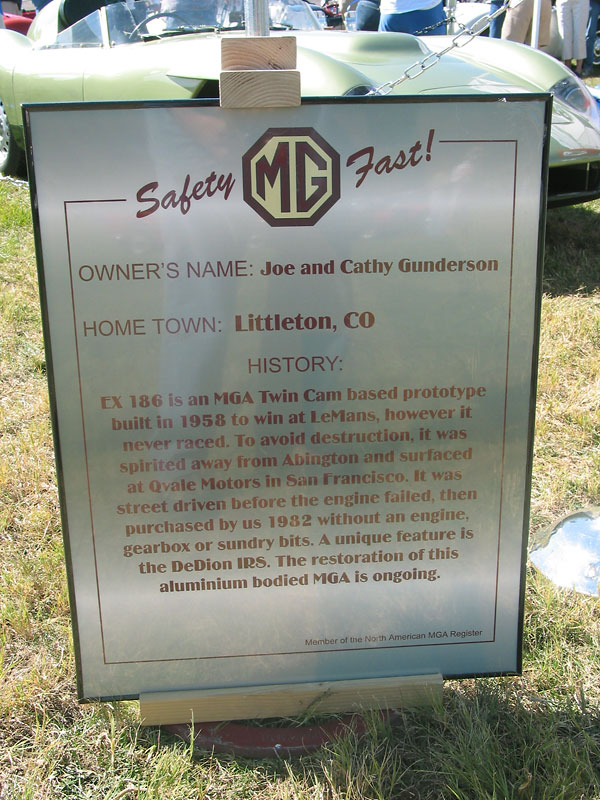 Safety MG Fast!
OWNER'S NAME: Joe and Cathy Gunderson
HOME TOWN: Littleton, CO
HISTORY:
EX 186 is an MGA Twin Cam based prototype
built in 1958 to win at LeMans, however it
never raced. To avoid destruction, it was
spirited away from Abington and surfaced
at Qvale Motors in San Francisco. It was
street driven before the engine failed, then
purchased by us 1982 without an engine,
gearbox or sundry bits. A unique feature is
the DeDion IRS. The restoration of this
aluminium bodied MGA is ongoing.
Member of the North American MGA Register